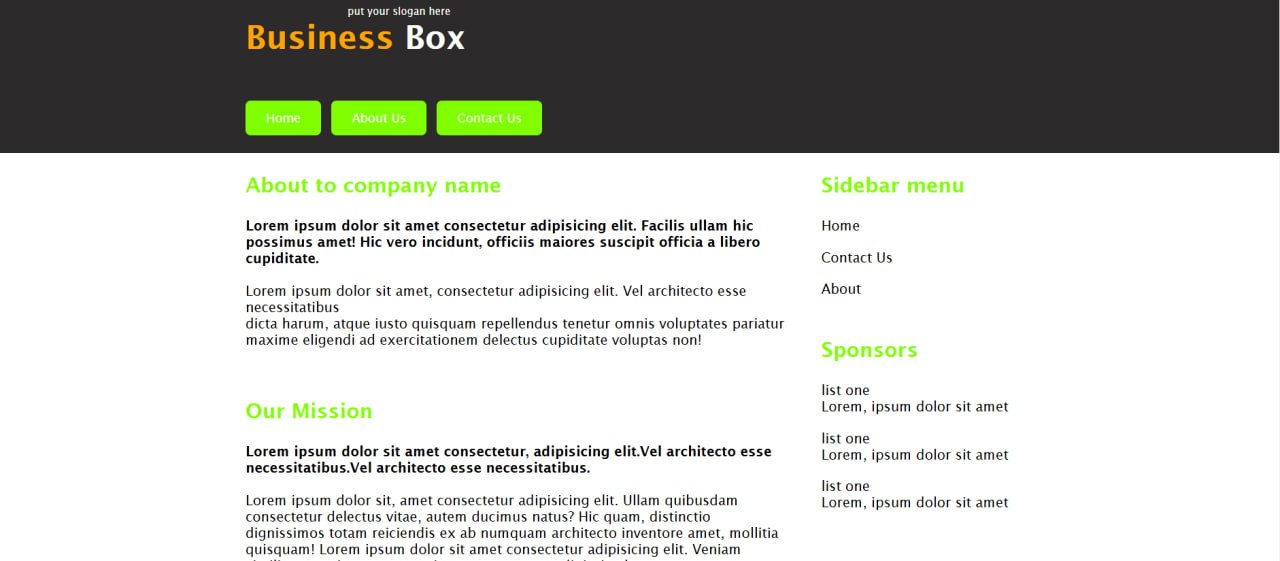 put your slogan here
Business Box
Home About Us Contact Us
About to company name
Lorem ipsum dolor sit amet consectetur adipisicing elit. Facilis ullam hic
possimus amet! Hic vero incidunt, officiis maiores suscipit officia a libero
cupiditate.
Lorem ipsum dolor sit amet, consectetur adipisicing elit. Vel architecto esse
necessitatibus
dicta harum, atque iusto quisquam repellendus tenetur omnis voluptates pariatur
maxime eligendi ad exercitationem delectus cupiditate voluptas non!
Our Mission
Lorem ipsum dolor sit amet consectetur, adipisicing elit.Vel architecto esse
necessitatibus.Vel architecto esse necessitatibus.
Lorem ipsum dolor sit, amet consectetur adipisicing elit. Ullam quibusdam
consectetur delectus vitae, autem ducimus natus? Hic quam, distinctio
dignissimos totam reiciendis ex ab numquam architecto inventore amet, mollitia
quisquam! Lorem ipsum dolor sit amet consectetur adipisicing elit. Veniam
Sidebar menu
Home
Contact Us
About
Sponsors
list one
Lorem, ipsum dolor sit amet
list one
Lorem, ipsum dolor sit amet
list one
Lorem, ipsum dolor sit amet